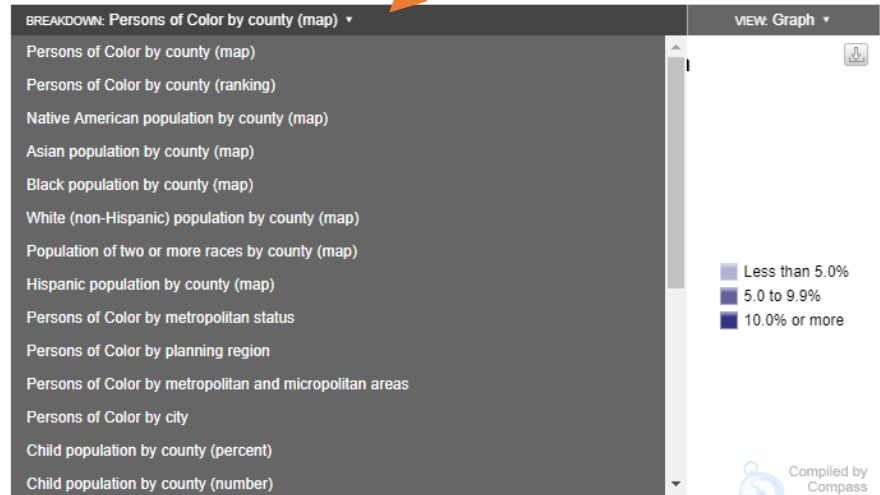 BREAKDOWN: Persons of Color by county (map) ▾
VIEW: Graph ▾
Persons of Color by county (map)
Persons of Color by county (ranking)
Native American population by county (map)
Asian population by county (map)
Black population by county (map)
White (non-Hispanic) population by county (map)
Population of two or more races by county (map)
Hispanic population by county (map)
Persons of Color by metropolitan status
Persons of Color by planning region
Persons of Color by metropolitan and micropolitan areas
Persons of Color by city
Child population by county (percent)
Child population by county (number)
Less than 5.0%
5.0 to 9.9%
10.0% or more
Compiled by
Compass